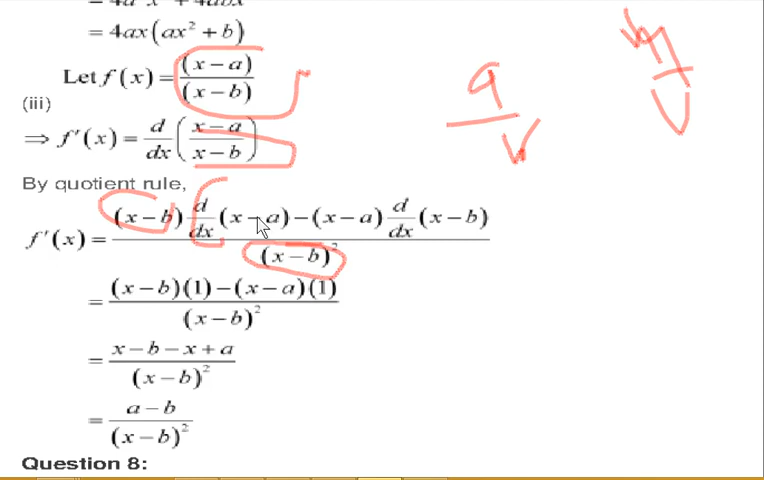 = 4ax(ax² + b)
Let f(x) = (x − a)/(x − b)
(iii)
⇒ f′(x) = d/dx((x − a)/(x − b))
By quotient rule,
f′(x) = ((x − b) d/dx (x − a) − (x − a) d/dx (x − b))/(x − b)²
= ((x − b)(1) − (x − a)(1))/(x − b)²
= (x − b − x + a)/(x − b)²
= (a − b)/(x − b)²
Question 8: